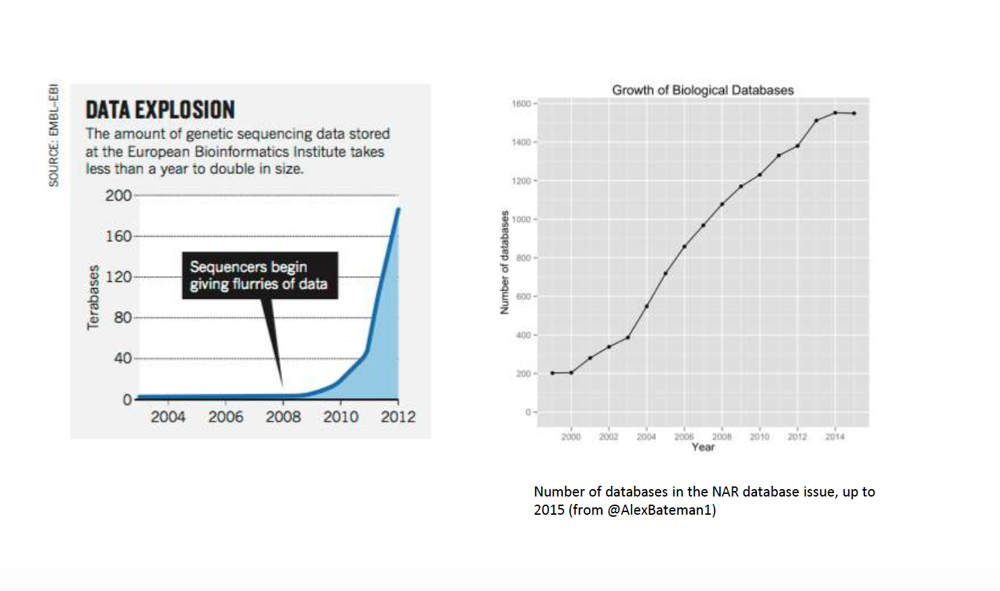 SOURCE: EMBL–EBI
DATA EXPLOSION
The amount of genetic sequencing data stored
at the European Bioinformatics Institute takes
less than a year to double in size.
200
160
120
80
40
0
Terabases
Sequencers begin
giving flurries of data
2004 2006 2008 2010 2012
Growth of Biological Databases
1600
1400
1200
1000
800
600
400
200
0
Number of databases
2000 2002 2004 2006 2008 2010 2012 2014
Year
Number of databases in the NAR database issue, up to
2015 (from @AlexBateman1)